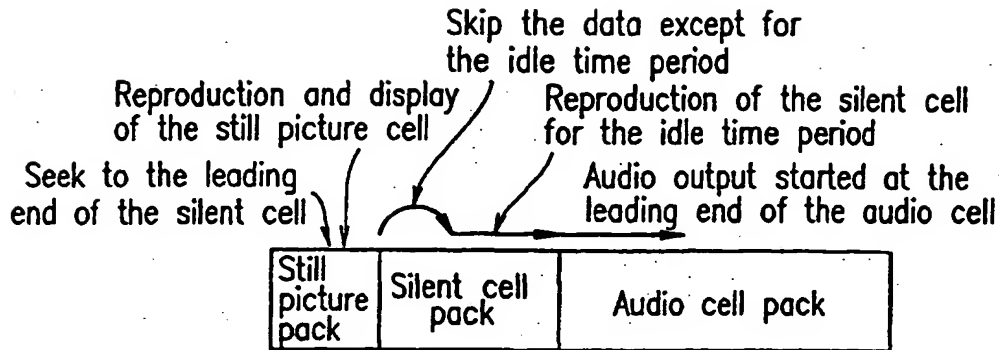 Skip the data except for
the idle time period
Reproduction and display
of the still picture cell
Reproduction of the silent cell
for the idle time period
Seek to the leading
end of the silent cell
Audio output started at the
leading end of the audio cell
Still
picture
pack
Silent cell
pack
Audio cell pack